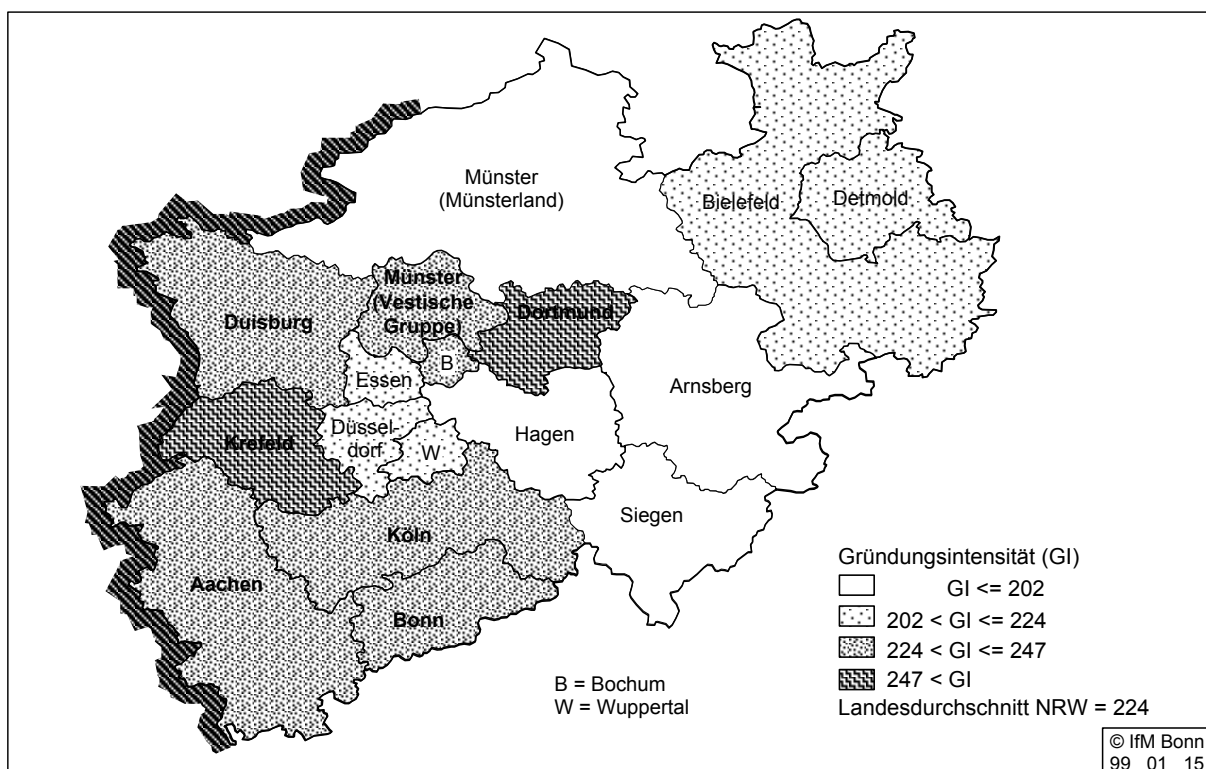 Münster
(Münsterland)
Bielefeld
Detmold
Münster
(Vestische
Gruppe)
Dortmund
Duisburg
B
Essen
Arnsberg
Krefeld
Düssel-
dorf
W
Hagen
Siegen
Köln
Aachen
Bonn
B = Bochum
W = Wuppertal
Gründungsintensität (GI)
GI <= 202
202 < GI <= 224
224 < GI <= 247
247 < GI
Landesdurchschnitt NRW = 224
© IfM Bonn
99 01 15